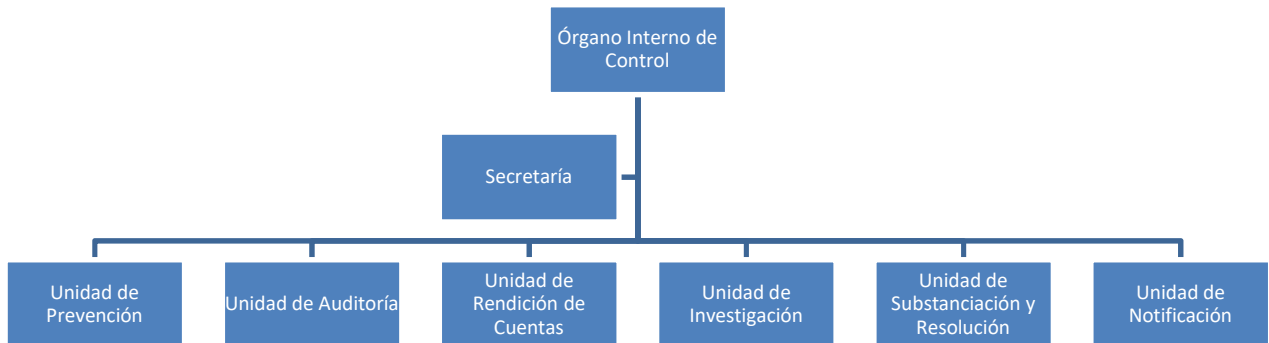 Órgano Interno de
Control
Secretaría
Unidad de
Prevención
Unidad de Auditoría
Unidad de
Rendición de
Cuentas
Unidad de
Investigación
Unidad de
Substanciación y
Resolución
Unidad de
Notificación